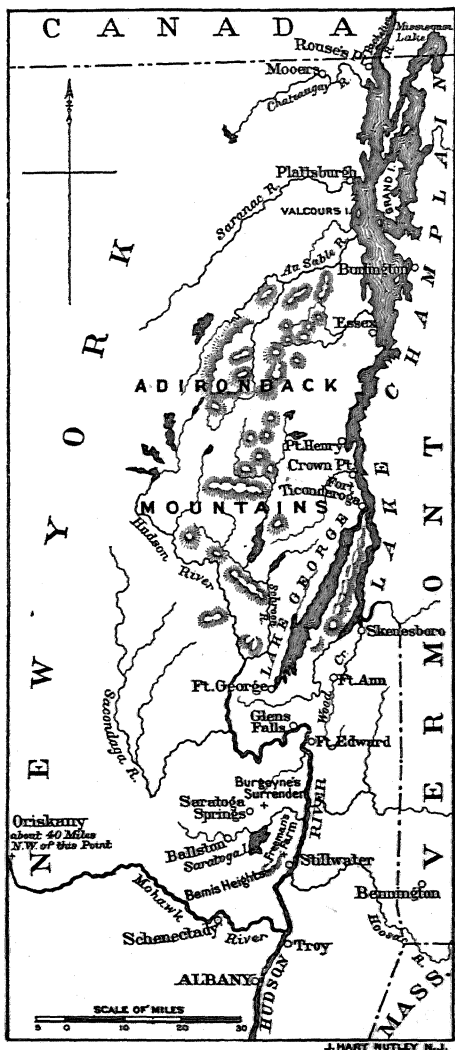 CANADA
Missisquoi
Lake
Rouse's Pt.
Mooers
Chateaugay R.
Plattsburgh
Saranac R.
GRAND I.
VALCOURS I.
Au Sable R.
Burlington
LAKE CHAMPLAIN
Essex
ADIRONDACK
MOUNTAINS
Pt. Henry
Crown Pt.
Fort
Ticonderoga
Hudson
River
LAKE GEORGE
Schroon R.
Skenesboro
Ft. George
Ft. Ann
Wood Cr.
Glens
Falls
Ft. Edward
Sacondaga R.
NEW YORK
VERMONT
Burgoyne's
Surrender
Saratoga
Springs
Oriskany
about 40 Miles
N.W. of this Point
Ballston
Saratoga L.
Freeman's
Farm
Bemis Heights
Stillwater
HUDSON RIVER
Bennington
Mohawk
River
Schenectady
Hoosac R.
Troy
ALBANY
MASS.
SCALE OF MILES
5 0 10 20 30
J. HART NUTLEY N.J.